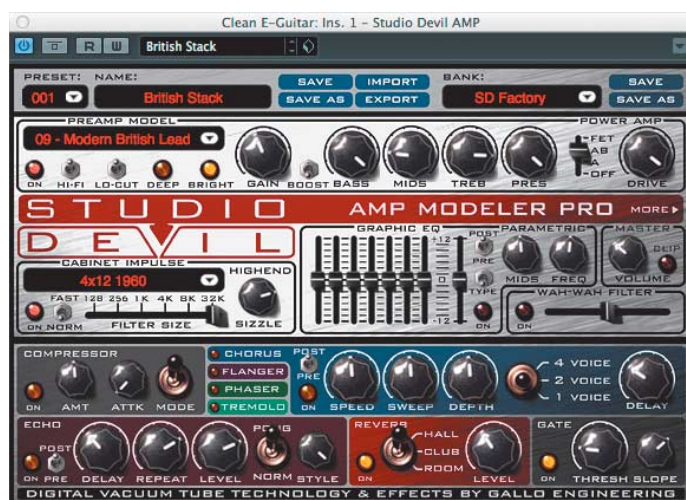 Clean E-Guitar: Ins. 1 - Studio Devil AMP
R W British Stack
PRESET: NAME: SAVE IMPORT BANK: SAVE
001 British Stack SAVE AS EXPORT SD Factory SAVE AS
PREAMP MODEL POWER AMP
09 - Modern British Lead
FET
AB
A
OFF
ON HI-FI LO-CUT DEEP BRIGHT GAIN BOOST BASS MIDS TREB PRES DRIVE
STUDIO AMP MODELER PRO MORE
DEVIL
GRAPHIC EQ +12 POST PARAMETRIC MASTER
PRE CLIP
0 MIDS FREQ VOLUME
TYPE
-12 ON
CABINET IMPULSE HIGHEND
4x12 1960
FAST 128 256 1K 4K 8K 32K
ON NORM FILTER SIZE SIZZLE
WAH-WAH FILTER
ON
COMPRESSOR CHORUS POST
FLANGER PRE
PHASER
TREMOLO
4 VOICE
2 VOICE
1 VOICE
ON AMT ATTK MODE ON SPEED SWEEP DEPTH DELAY
ECHO PONG REVERB GATE
POST HALL
CLUB
ROOM
ON PRE DELAY REPEAT LEVEL NORM STYLE ON LEVEL ON THRESH SLOPE
DIGITAL VACUUM TUBE TECHNOLOGY & EFFECTS BY GALLO ENGINEERING